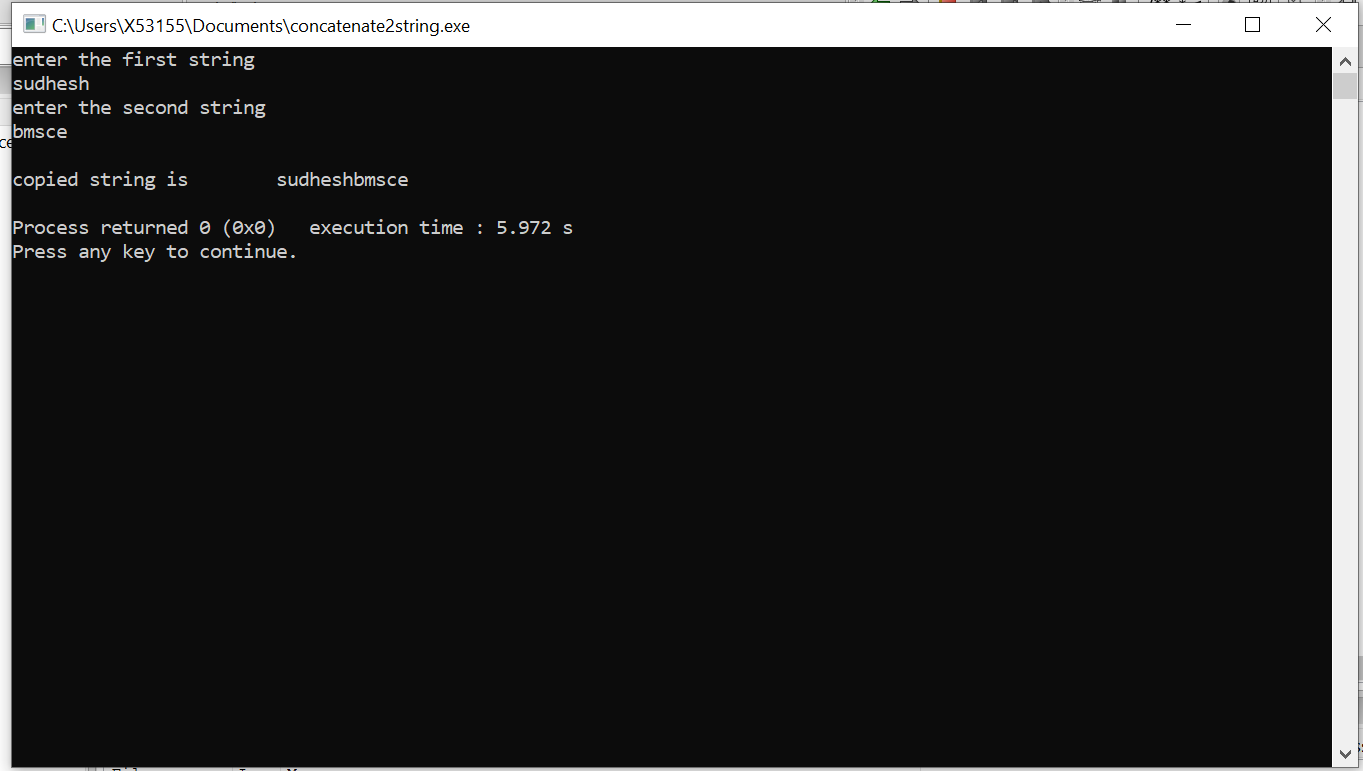 C:\Users\X53155\Documents\concatenate2string.exe
enter the first string
sudhesh
enter the second string
bmsce
copied string is        sudheshbmsce
Process returned 0 (0x0)   execution time : 5.972 s
Press any key to continue.